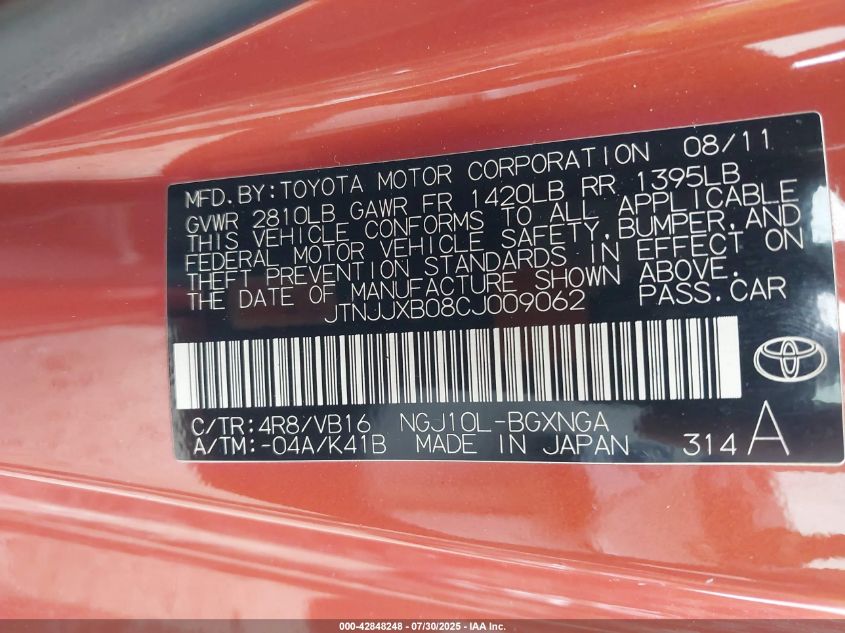 MFD.BY:TOYOTA MOTOR CORPORATION 08/11
GVWR 2810LB GAWR FR 1420LB RR 1395LB
THIS VEHICLE CONFORMS TO ALL APPLICABLE
FEDERAL MOTOR VEHICLE SAFETY,BUMPER,AND
THEFT PREVENTION STANDARDS IN EFFECT ON
THE DATE OF MANUFACTURE SHOWN ABOVE.
JTNJJXB08CJ009062 PASS.CAR
C/TR:4R8/VB16 NGJ10L-BGXNGA
A/TM:-04A/K41B MADE IN JAPAN 314 A
000-42848248 - 07/30/2025 - IAA Inc.